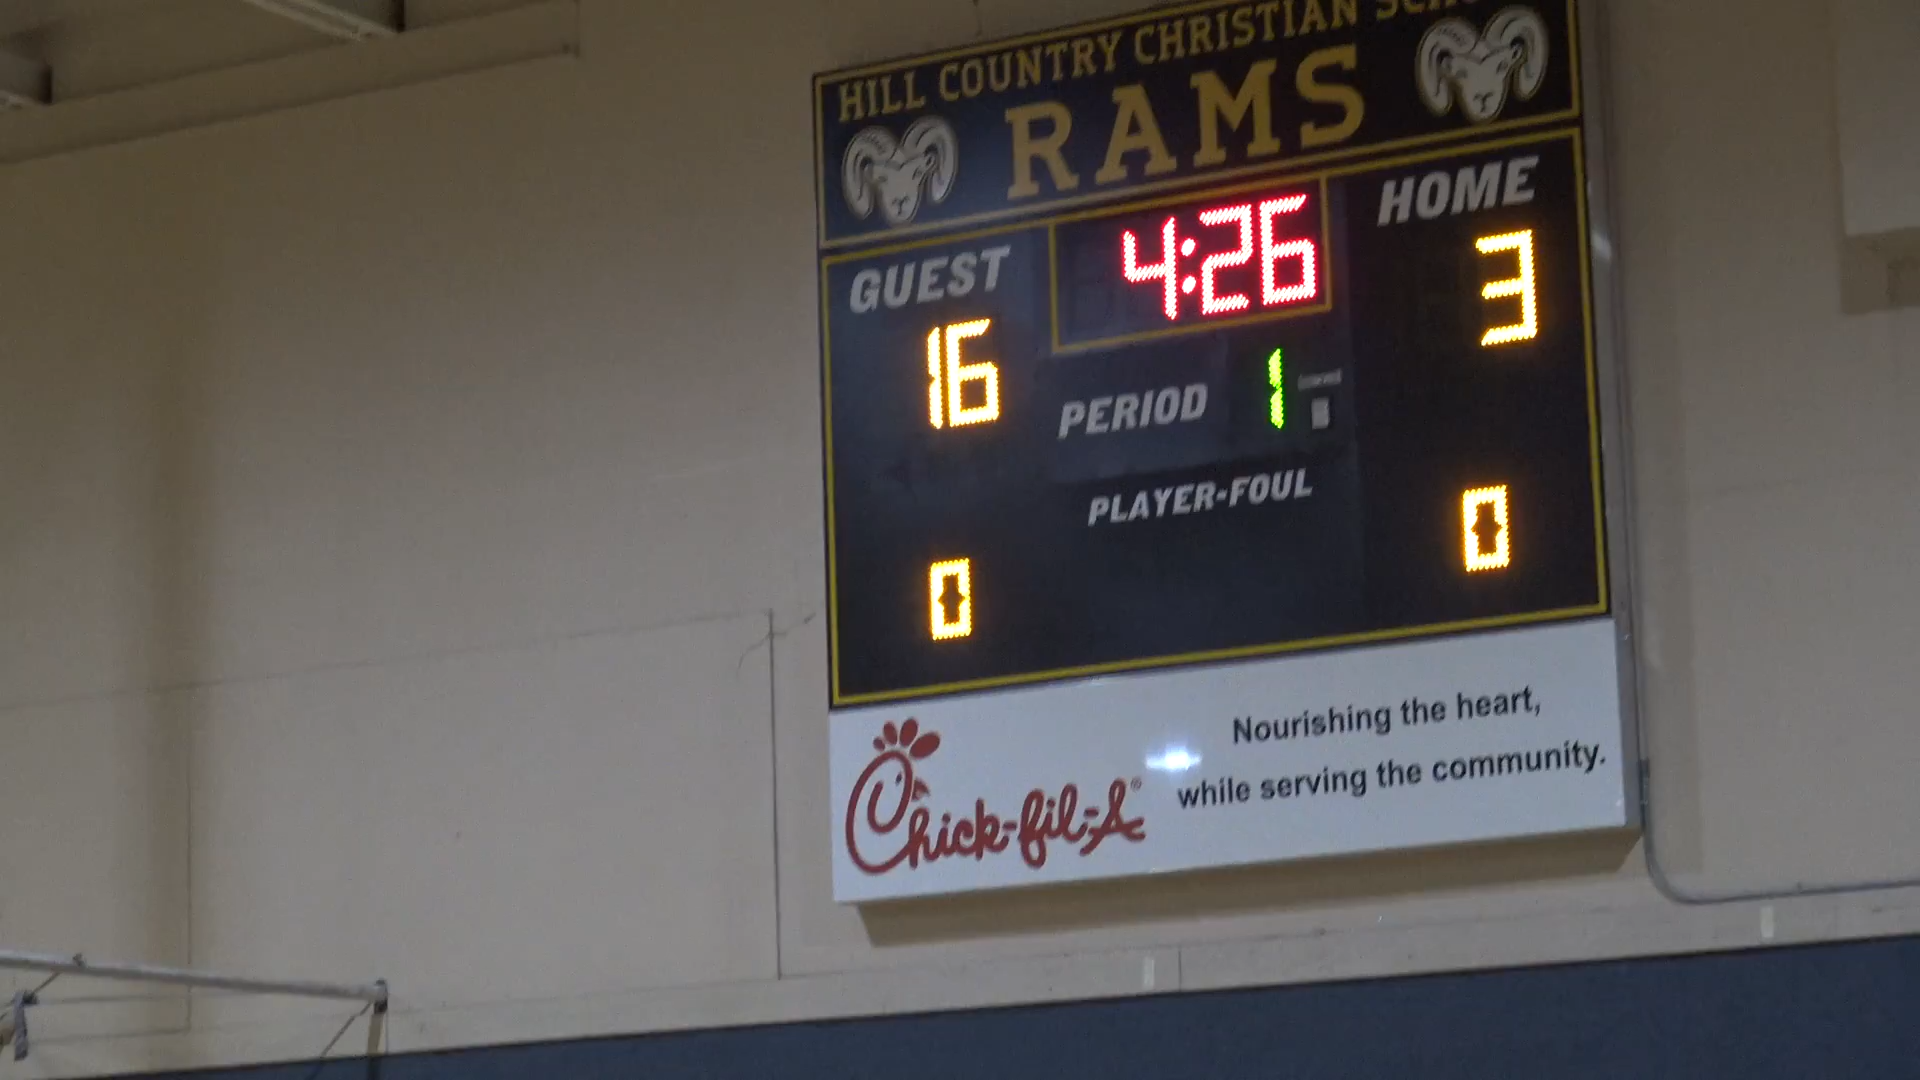 HILL COUNTRY CHRISTIAN
RAMS
GUEST 4:26 HOME
16 3
PERIOD 1
PLAYER-FOUL
0 0
Chick-fil-A®
Nourishing the heart,
while serving the community.